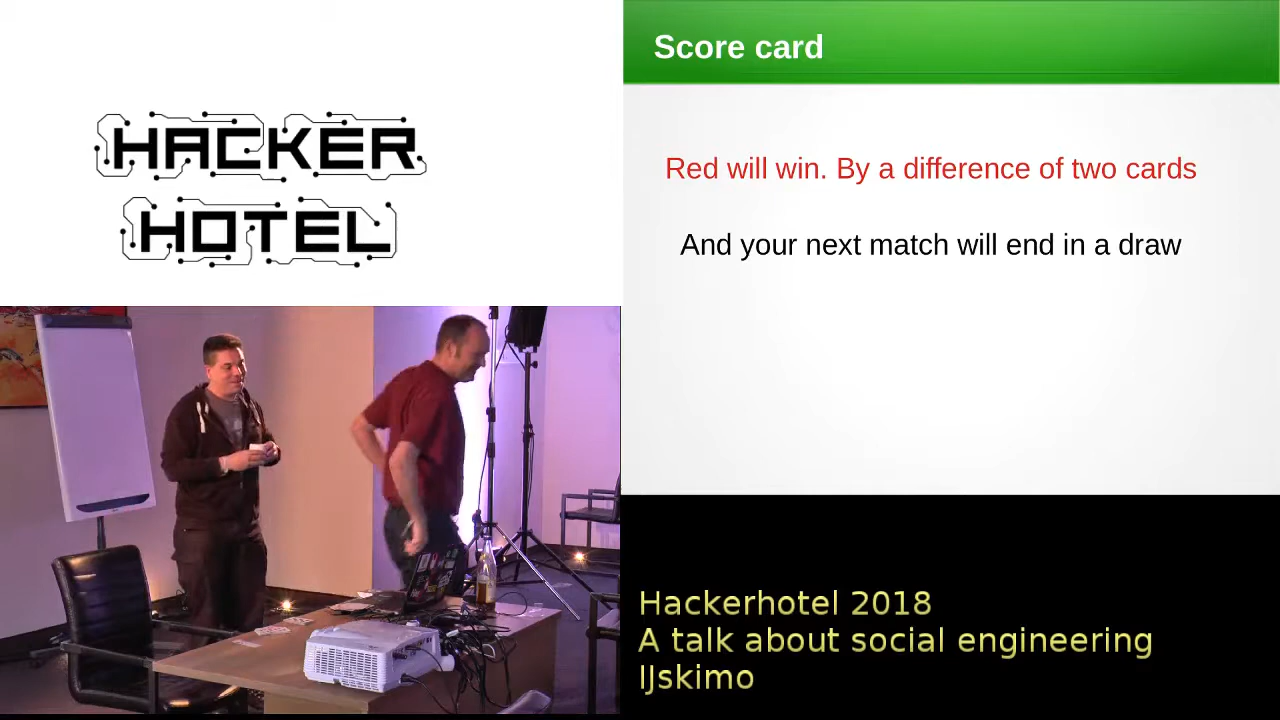 HACKER
HOTEL
Score card
Red will win. By a difference of two cards
And your next match will end in a draw
Hackerhotel 2018
A talk about social engineering
IJskimo